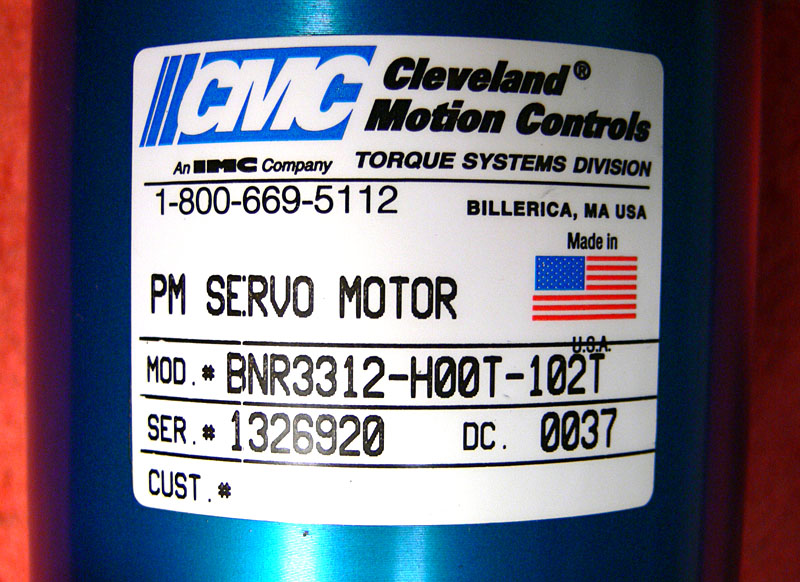 CMC Cleveland®
Motion Controls
An IMC Company TORQUE SYSTEMS DIVISION
1-800-669-5112 BILLERICA, MA USA
Made in
PM SERVO MOTOR
U.S.A.
MOD.# BNR3312-H00T-102T
SER.# 1326920 DC. 0037
CUST.#